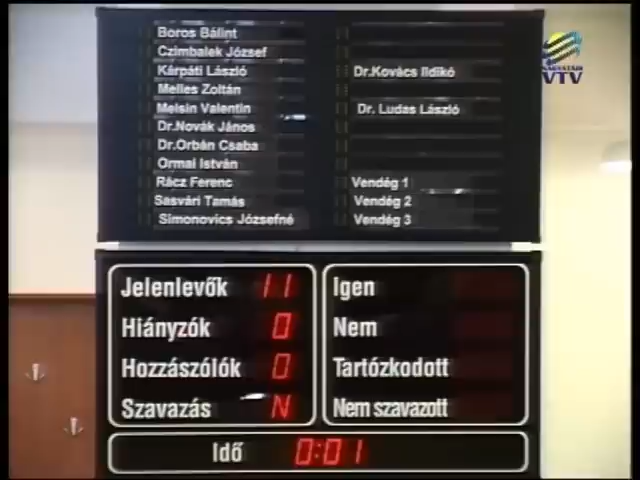 Boros Bálint
Czimbalek József
Kárpáti László
Dr.Kovács Ildikó
Melles Zoltán
Melsin Valentin
Dr. Ludas László
Dr.Novák János
Dr.Orbán Csaba
Ormai István
Rácz Ferenc
Vendég 1
Sasvári Tamás
Vendég 2
Simonovics Józsefné
Vendég 3
VTV
Jelenlevők 11
Hiányzók 0
Hozzászólók 0
Szavazás N
Igen
Nem
Tartózkodott
Nem szavazott
Idő 0:01